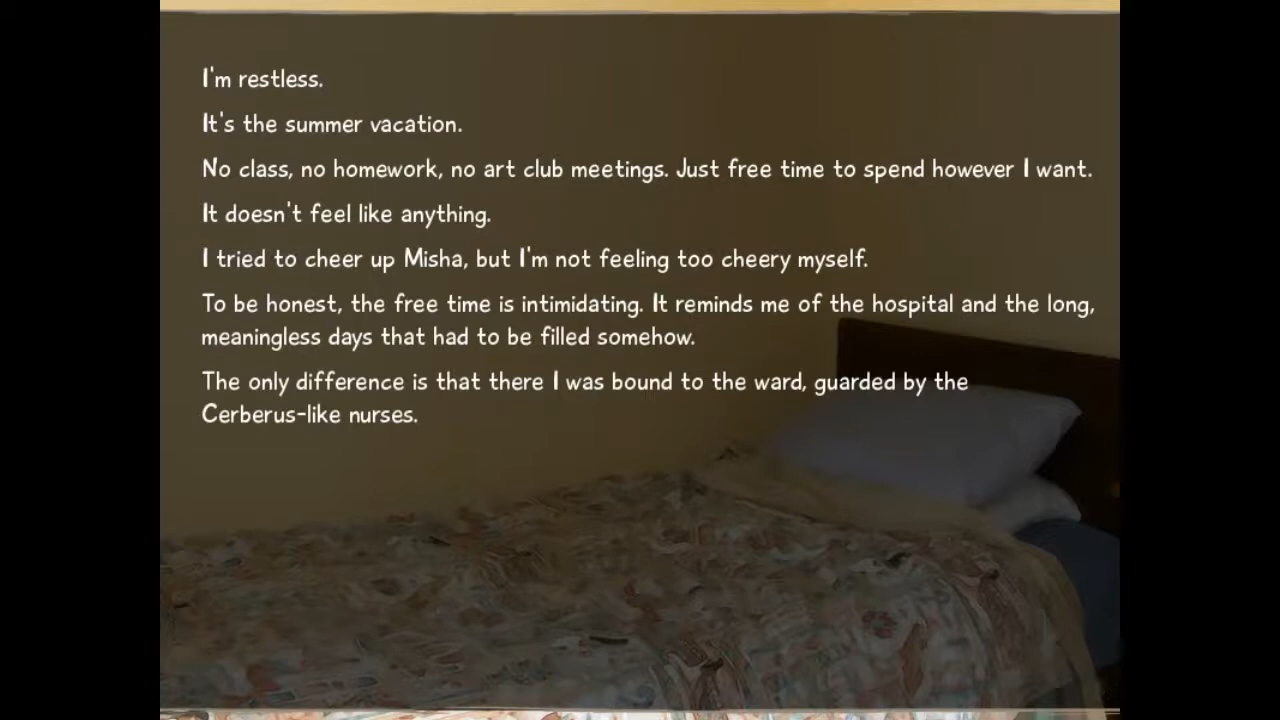 I'm restless.
It's the summer vacation.
No class, no homework, no art club meetings. Just free time to spend however I want.
It doesn't feel like anything.
I tried to cheer up Misha, but I'm not feeling too cheery myself.
To be honest, the free time is intimidating. It reminds me of the hospital and the long,
meaningless days that had to be filled somehow.
The only difference is that there I was bound to the ward, guarded by the
Cerberus-like nurses.